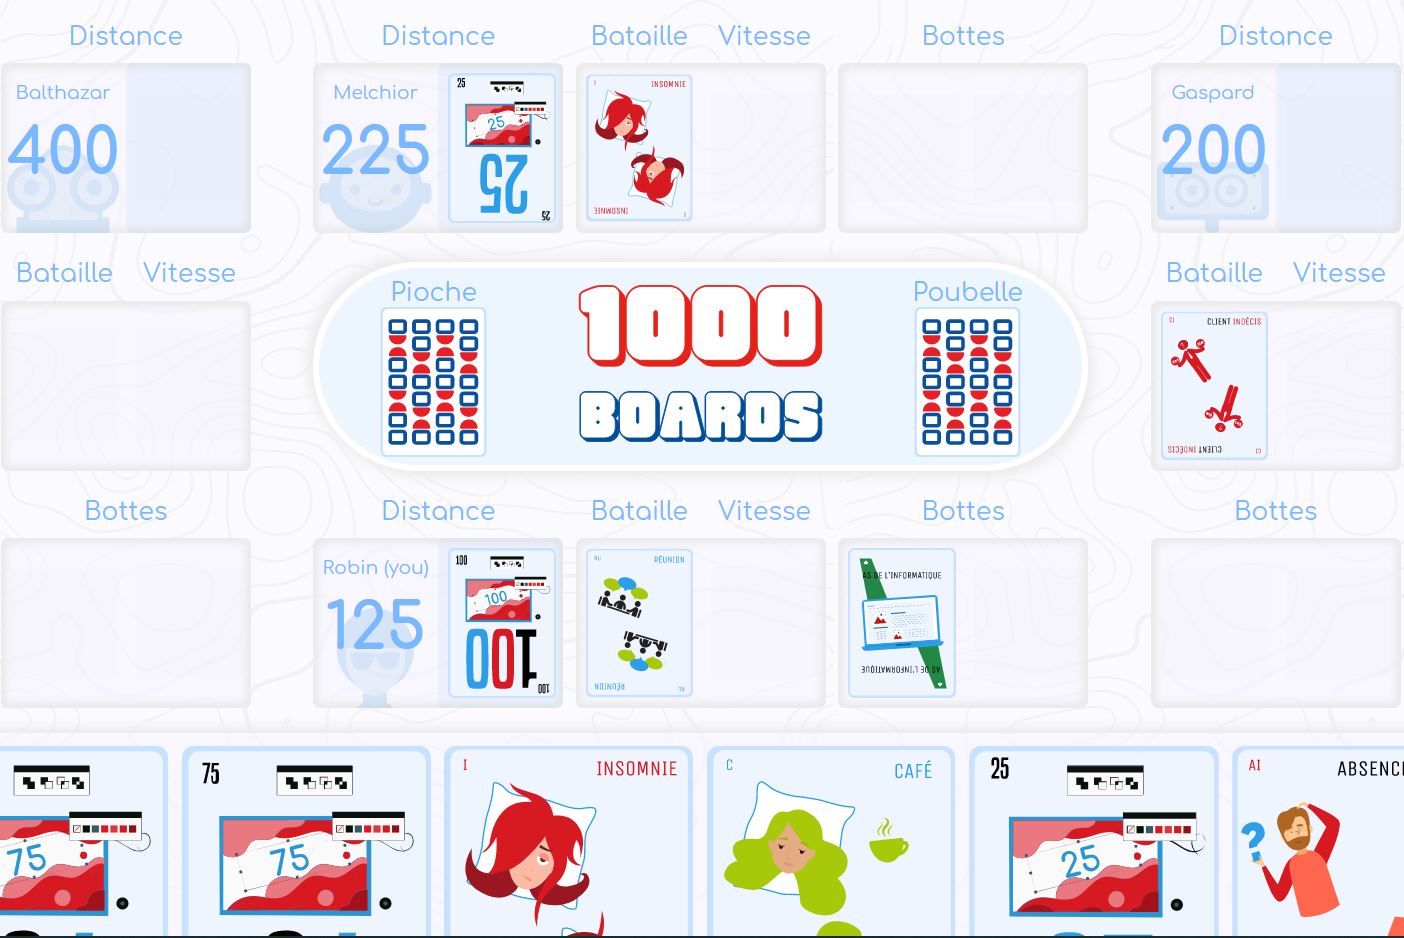 Distance
Distance
Bataille Vitesse
Bottes
Distance
Balthazar
400
Melchior
225
25
25
25
25
I INSOMNIE
INSOMNIE I
Gaspard
200
Bataille Vitesse
Pioche
1000
BOARDS
Poubelle
Bataille Vitesse
CI CLIENT INDÉCIS
CLIENT INDÉCIS CI
Bottes
Distance
Bataille Vitesse
Bottes
Bottes
Robin (you)
125
100
100
100
100
RU RÉUNION
RÉUNION RU
AS DE L'INFORMATIQUE
AS DE L'INFORMATIQUE
75
75
75
I INSOMNIE
C CAFÉ
25
25
AI ABSENC
?